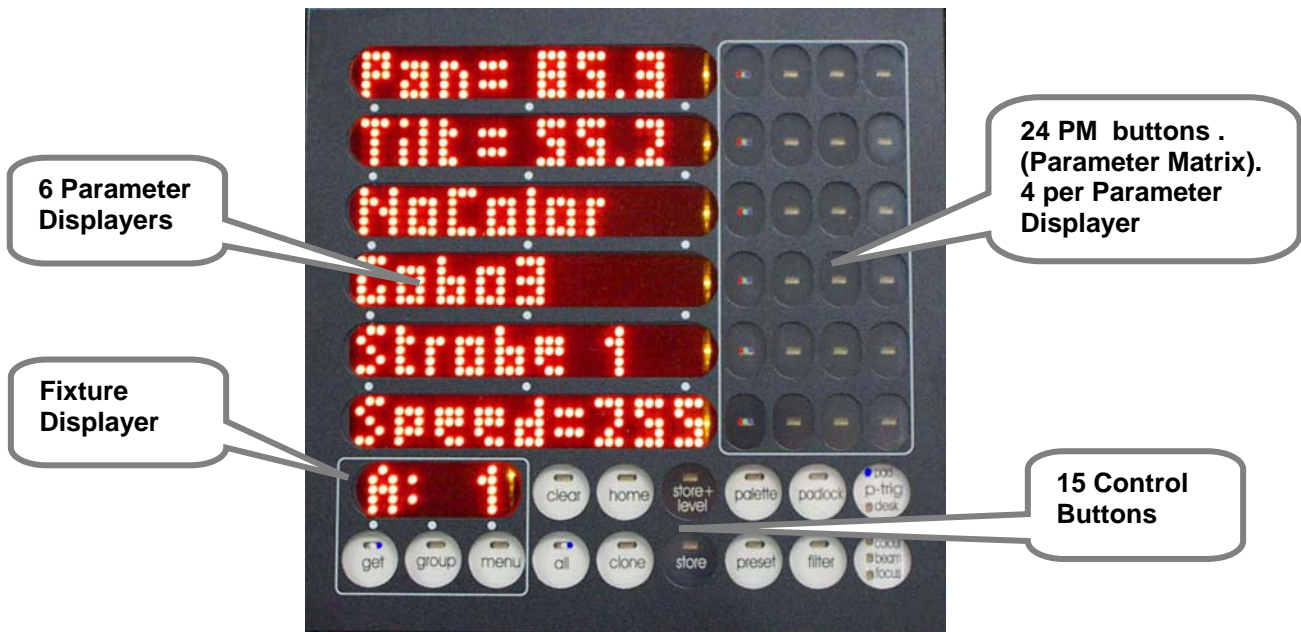 Pan= 85.3
Tilt= 55.2
NoColor
Gobo3
Strobe 1
Speed=255
A: 1
clear
home
store+
level
palette
padlock
pad
p-trig
desk
get
group
menu
all
clone
store
preset
filter
colour
beam
focus
6 Parameter
Displayers
Fixture
Displayer
24 PM buttons .
(Parameter Matrix).
4 per Parameter
Displayer
15 Control
Buttons